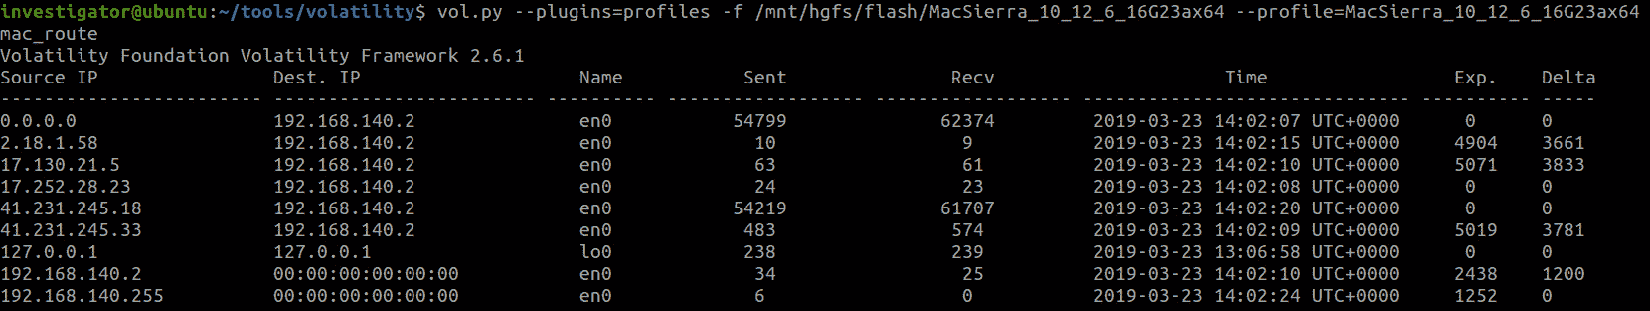 investigator@ubuntu:~/tools/volatility$ vol.py --plugins=profiles -f /mnt/hgfs/flash/MacSierra_10_12_6_16G23ax64 --profile=MacSierra_10_12_6_16G23ax64
mac_route
Volatility Foundation Volatility Framework 2.6.1
Source IP                Dest. IP                  Name       Sent               Recv               Time                           Exp.       Delta
------------------------ ------------------------- ---------- ------------------ ------------------ ------------------------------ ---------- -----
0.0.0.0                  192.168.140.2             en0        54799              62374              2019-03-23 14:02:07 UTC+0000   0          0
2.18.1.58                192.168.140.2             en0        10                 9                  2019-03-23 14:02:15 UTC+0000   4904       3661
17.130.21.5              192.168.140.2             en0        63                 61                 2019-03-23 14:02:10 UTC+0000   5071       3833
17.252.28.23             192.168.140.2             en0        24                 23                 2019-03-23 14:02:08 UTC+0000   0          0
41.231.245.18            192.168.140.2             en0        54219              61707              2019-03-23 14:02:20 UTC+0000   0          0
41.231.245.33            192.168.140.2             en0        483                574                2019-03-23 14:02:09 UTC+0000   5019       3781
127.0.0.1                127.0.0.1                 lo0        238                239                2019-03-23 13:06:58 UTC+0000   0          0
192.168.140.2            00:00:00:00:00:00         en0        34                 25                 2019-03-23 14:02:10 UTC+0000   2438       1200
192.168.140.255          00:00:00:00:00:00         en0        6                  0                  2019-03-23 14:02:24 UTC+0000   1252       0